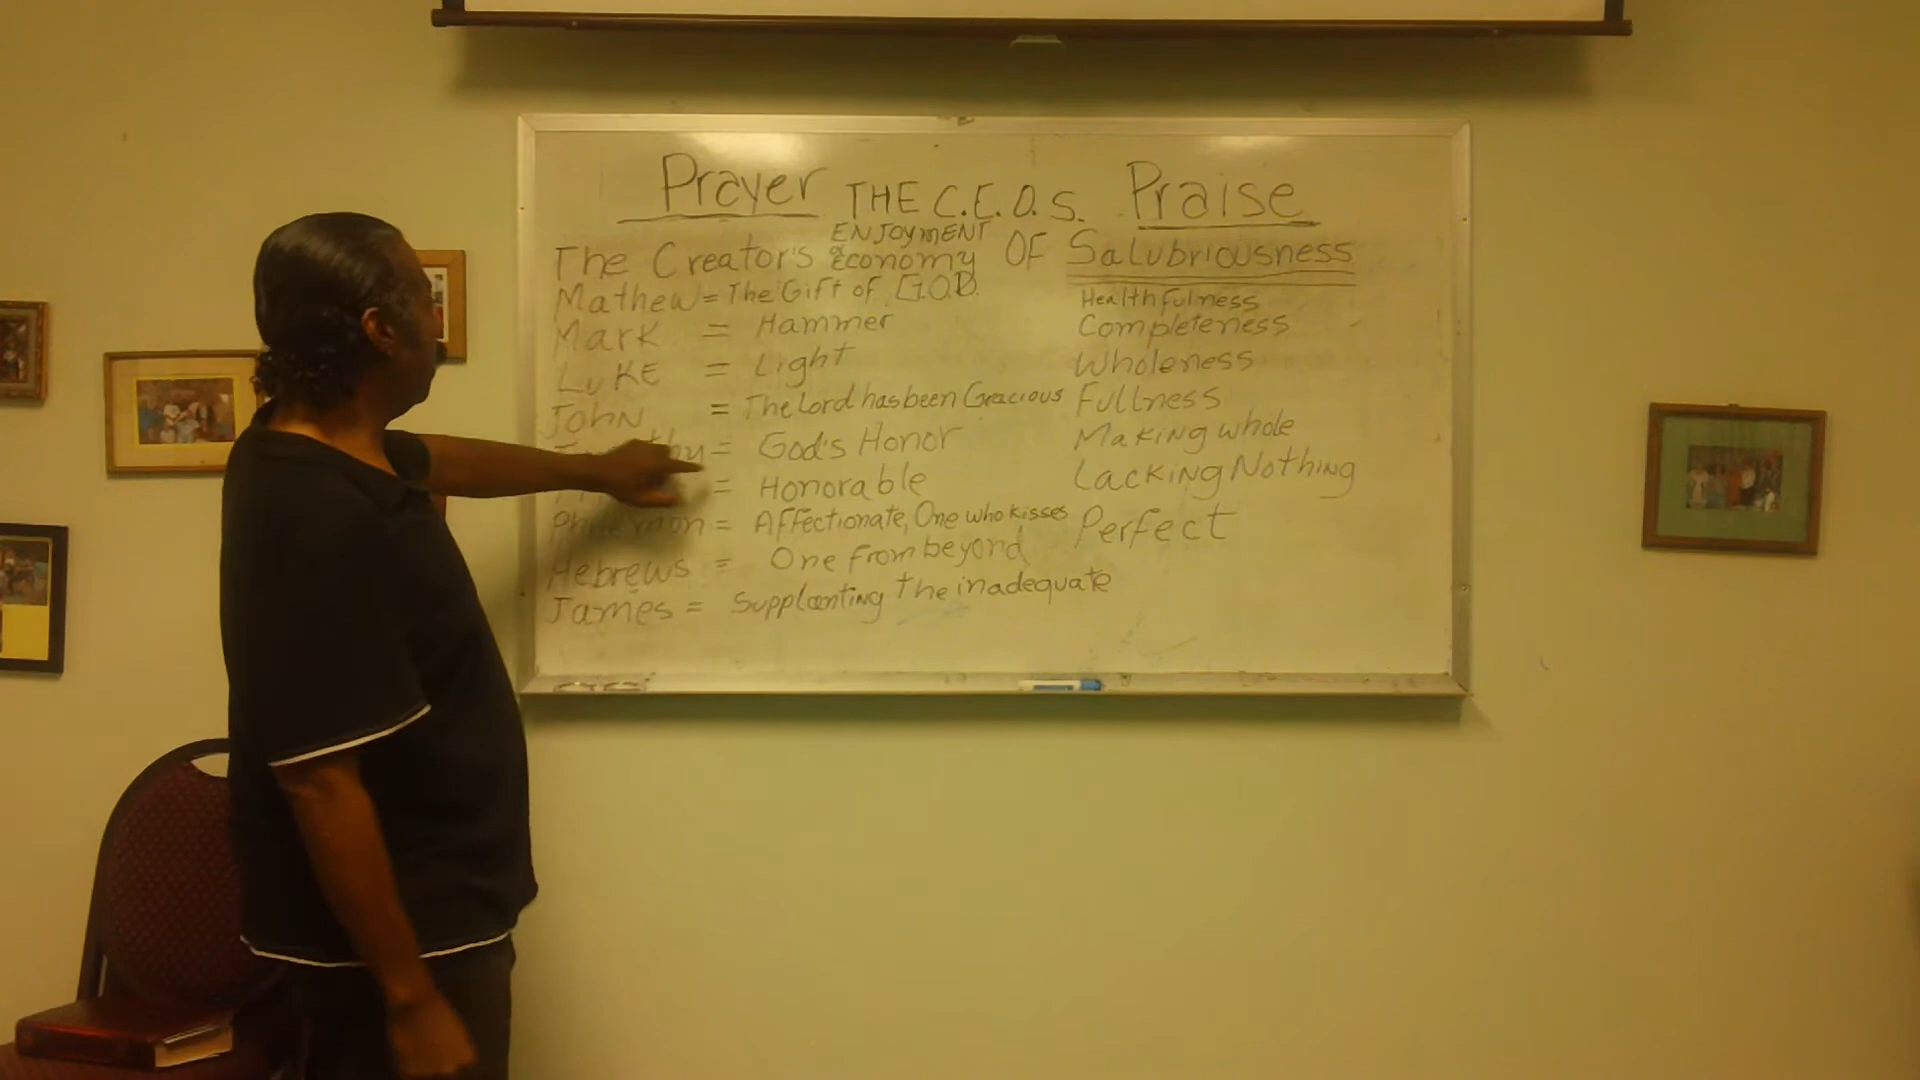 Prayer THE C.E.O.S. Praise
ENJOYMENT
The Creator's & Economy OF Salubriousness
Mathew = The Gift of G.O.D. Healthfulness
Mark = Hammer Completeness
Luke = Light Wholeness
John = The Lord has been Gracious Fullness
= God's Honor Making whole
= Honorable Lacking Nothing
= Affectionate, One who kisses Perfect
Hebrews = One from beyond
James = Supplanting the inadequate